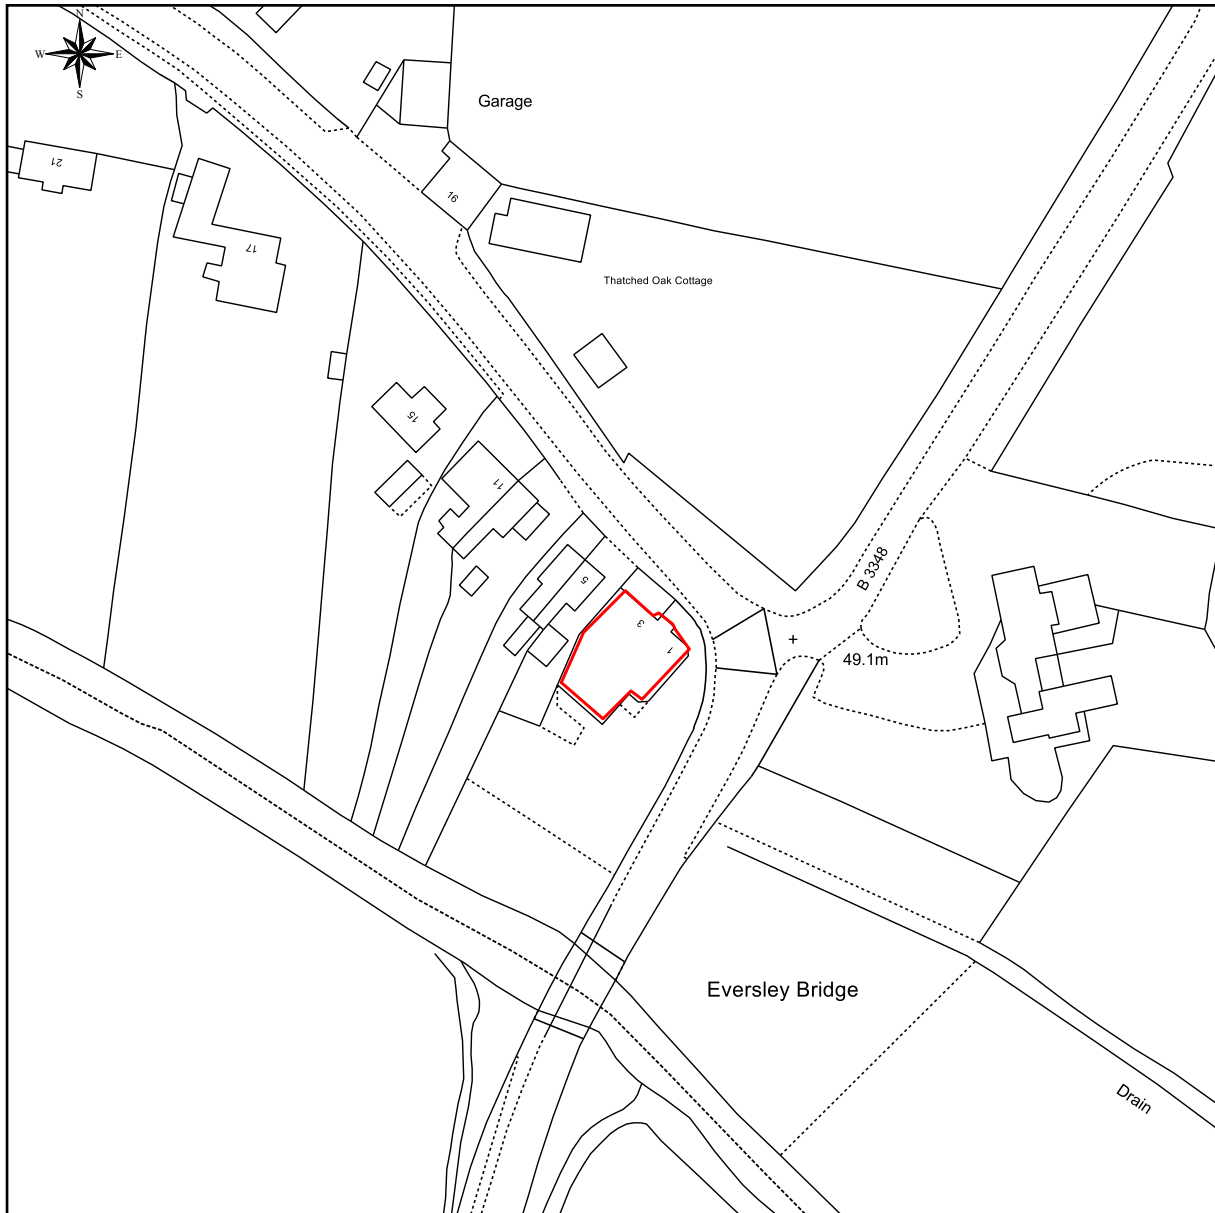 N
W E
S
Garage
21
16
17
Thatched Oak Cottage
15
11
B 3348
5
3
1
49.1m
Eversley Bridge
Drain